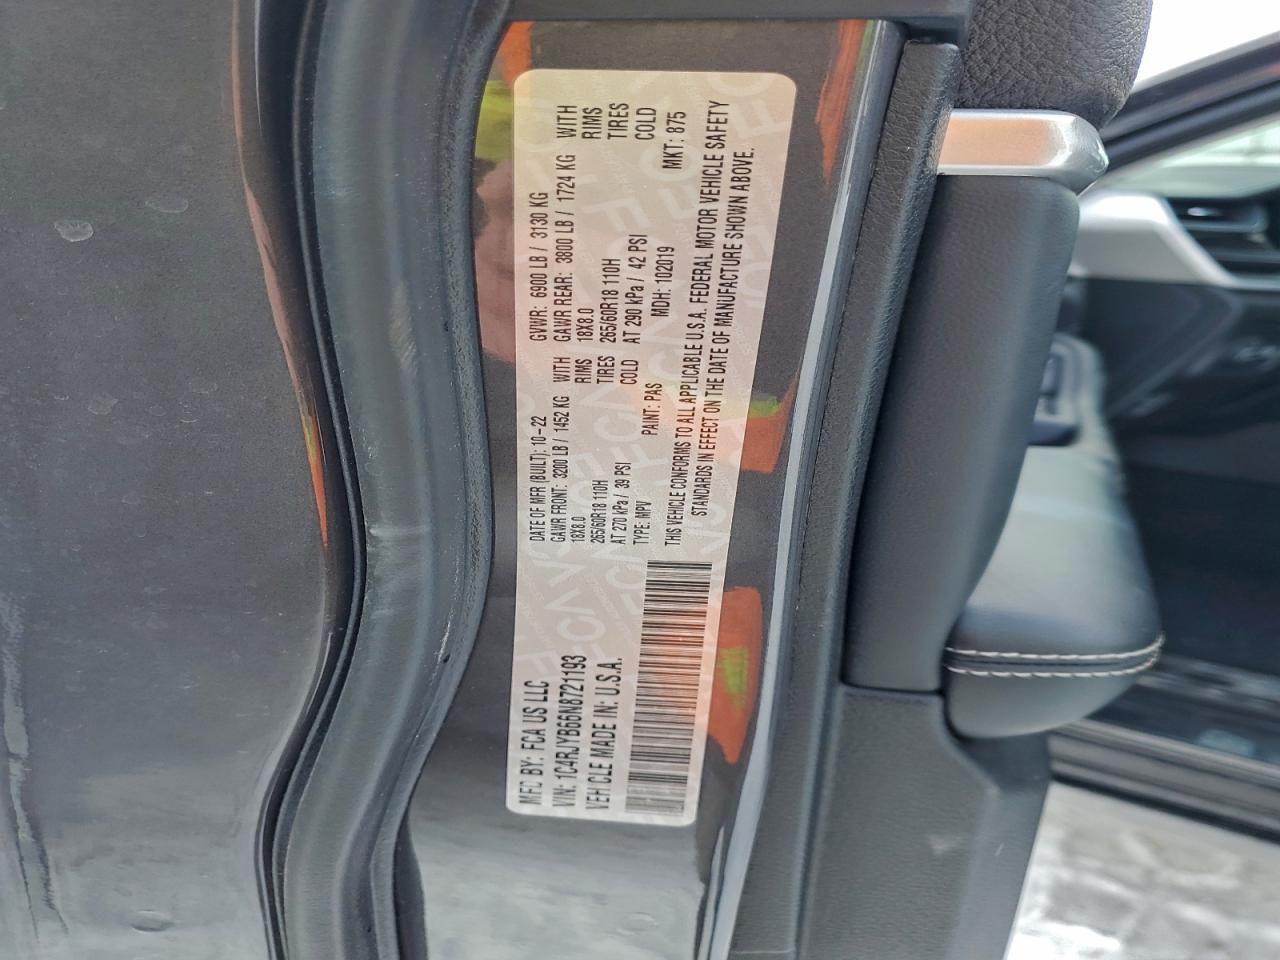 MFD BY: FCA US LLC
VIN: 1C4RJYB66N8721193
VEHICLE MADE IN: U.S.A.
DATE OF MFR (BUILT): 10-22 GVWR: 6900 LB / 3130 KG
GAWR FRONT: 3200 LB / 1452 KG WITH GAWR REAR: 3800 LB / 1724 KG WITH
18X8.0 RIMS 18X8.0 RIMS
265/60R18 110H TIRES 265/60R18 110H TIRES
AT 270 kPa / 39 PSI COLD AT 290 kPa / 42 PSI COLD
TYPE: MPV PAINT: PAS MDH: 102019 MKT: 875
THIS VEHICLE CONFORMS TO ALL APPLICABLE U.S.A. FEDERAL MOTOR VEHICLE SAFETY
STANDARDS IN EFFECT ON THE DATE OF MANUFACTURE SHOWN ABOVE.